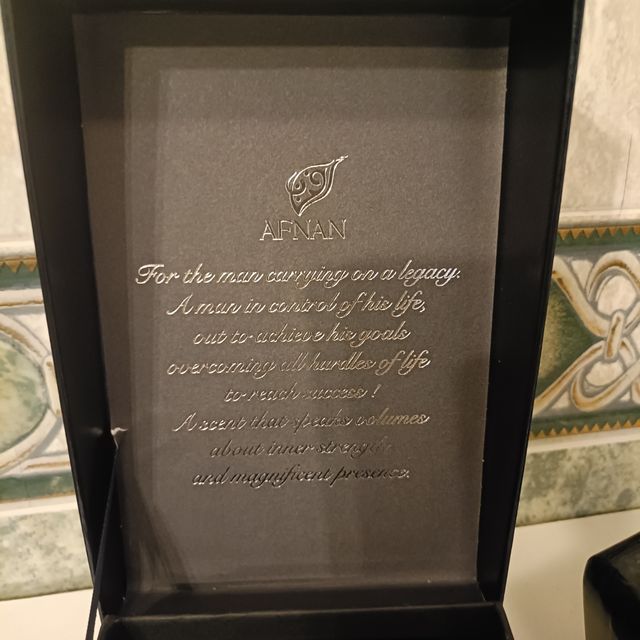 AFNAN
For the man carrying on a legacy.
A man in control of his life,
out to achieve his goals
overcoming all hurdles of life
to reach success !
A scent that speaks volumes
about inner strength
and magnificent presence.